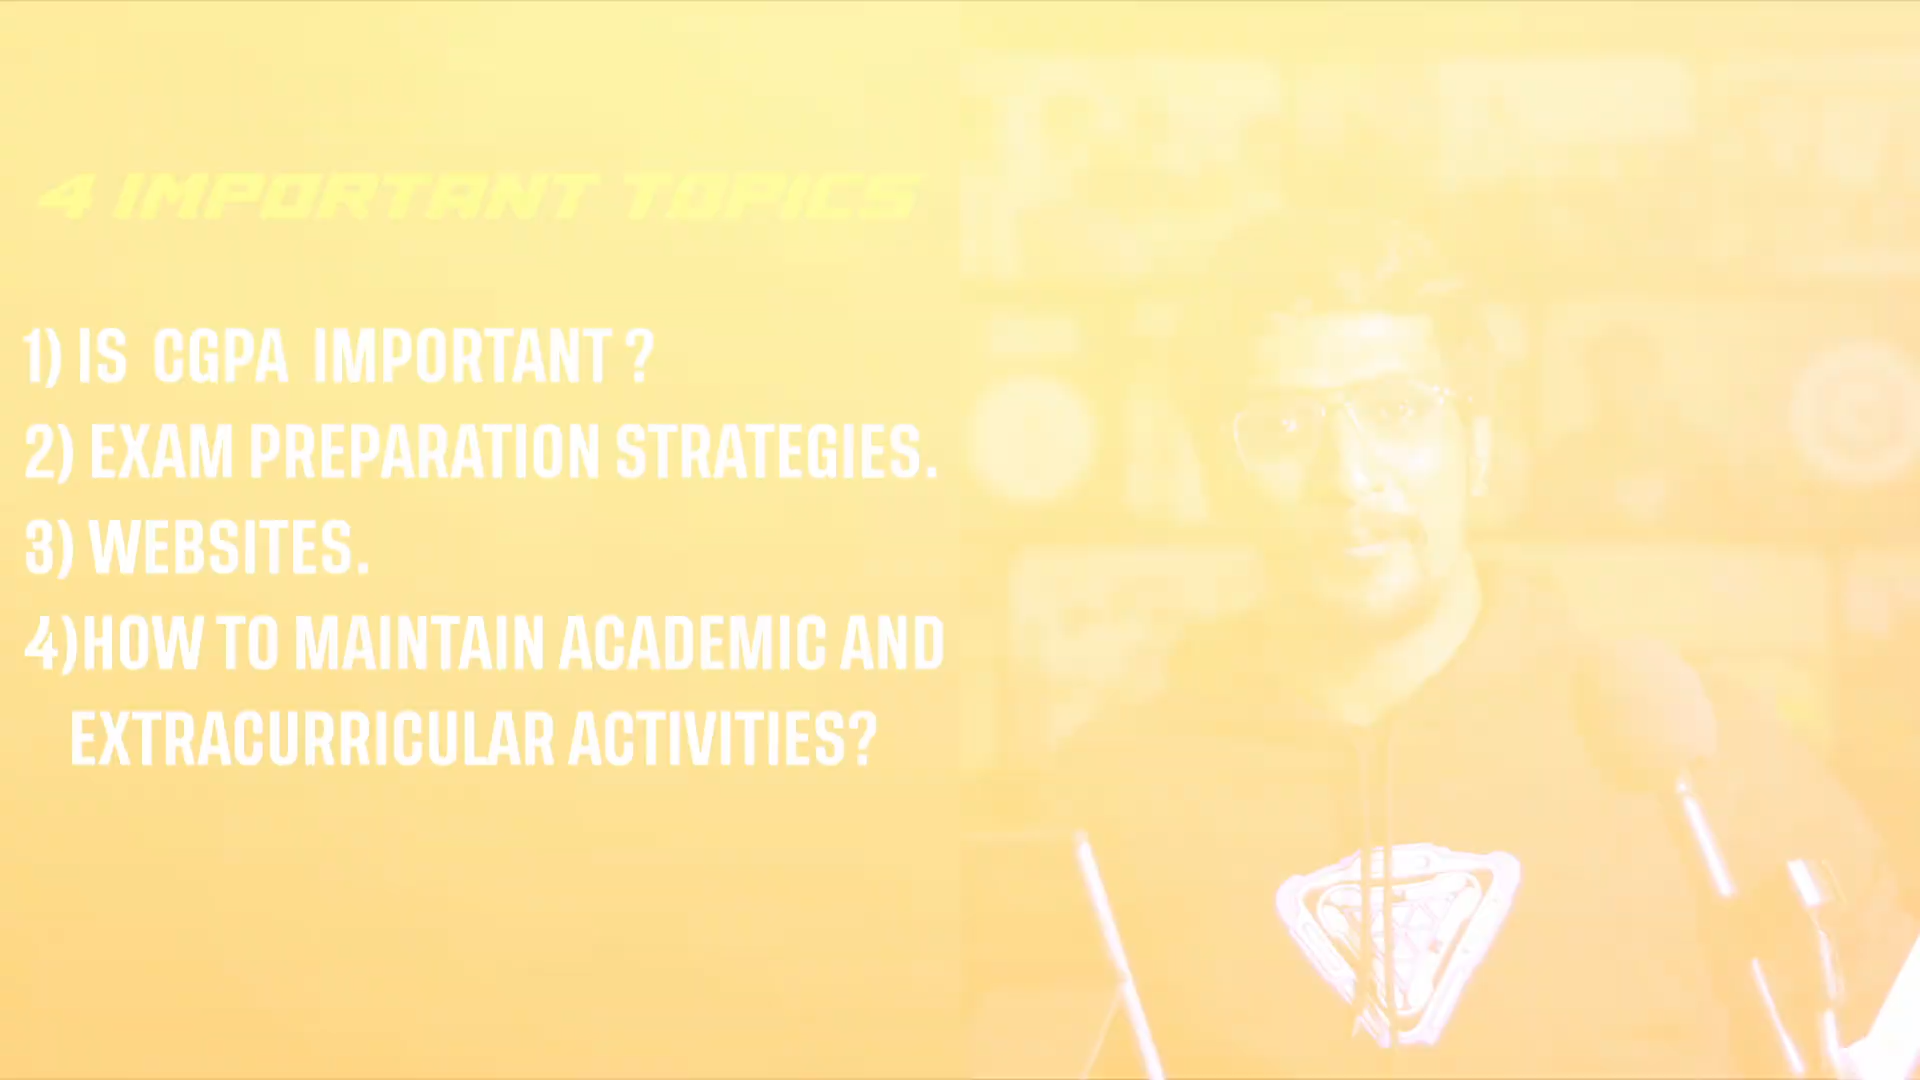 4 IMPORTANT TOPICS
1) IS CGPA IMPORTANT ?
2) EXAM PREPARATION STRATEGIES.
3) WEBSITES.
4)HOW TO MAINTAIN ACADEMIC AND
EXTRACURRICULAR ACTIVITIES?